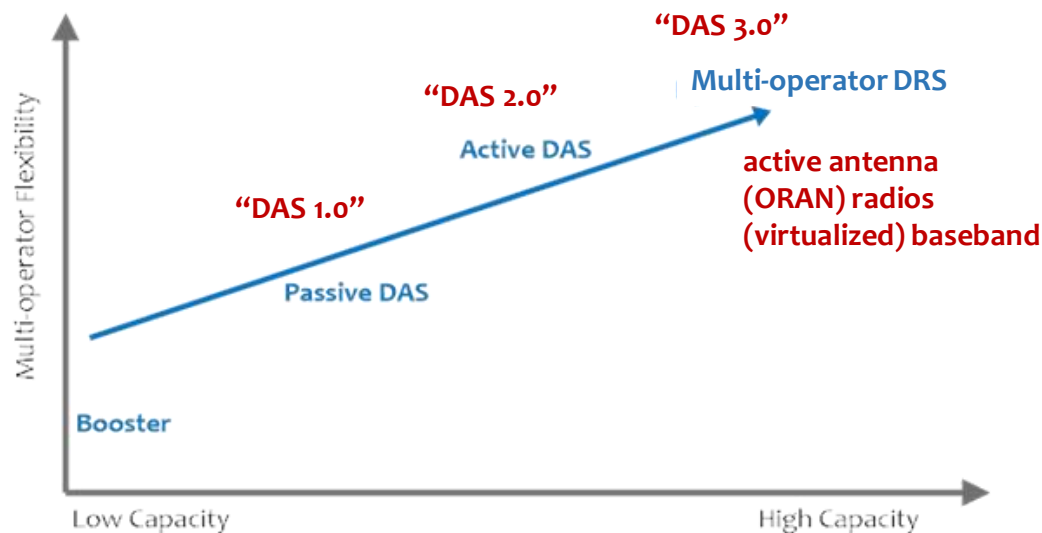 “DAS 3.0”
Multi-operator DRS
“DAS 2.0”
Active DAS
active antenna
(ORAN) radios
(virtualized) baseband
“DAS 1.0”
Passive DAS
Booster
Multi-operator Flexibility
Low Capacity
High Capacity